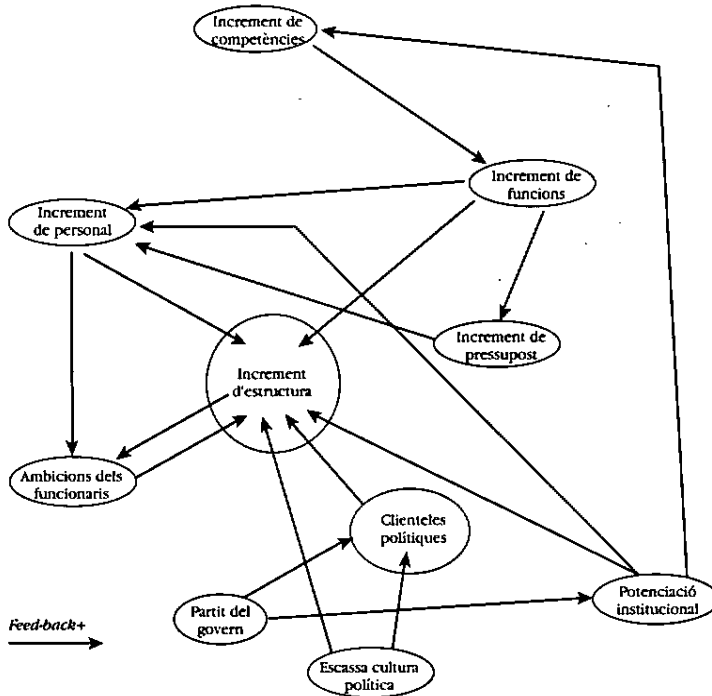 Increment de
competències
Increment de
funcions
Increment
de personal
Increment de
pressupost
Increment
d'estructura
Ambicions dels
funcionaris
Clienteles
polítiques
Potenciació
institucional
Partit del
govern
Feed-back+
Escassa cultura
política